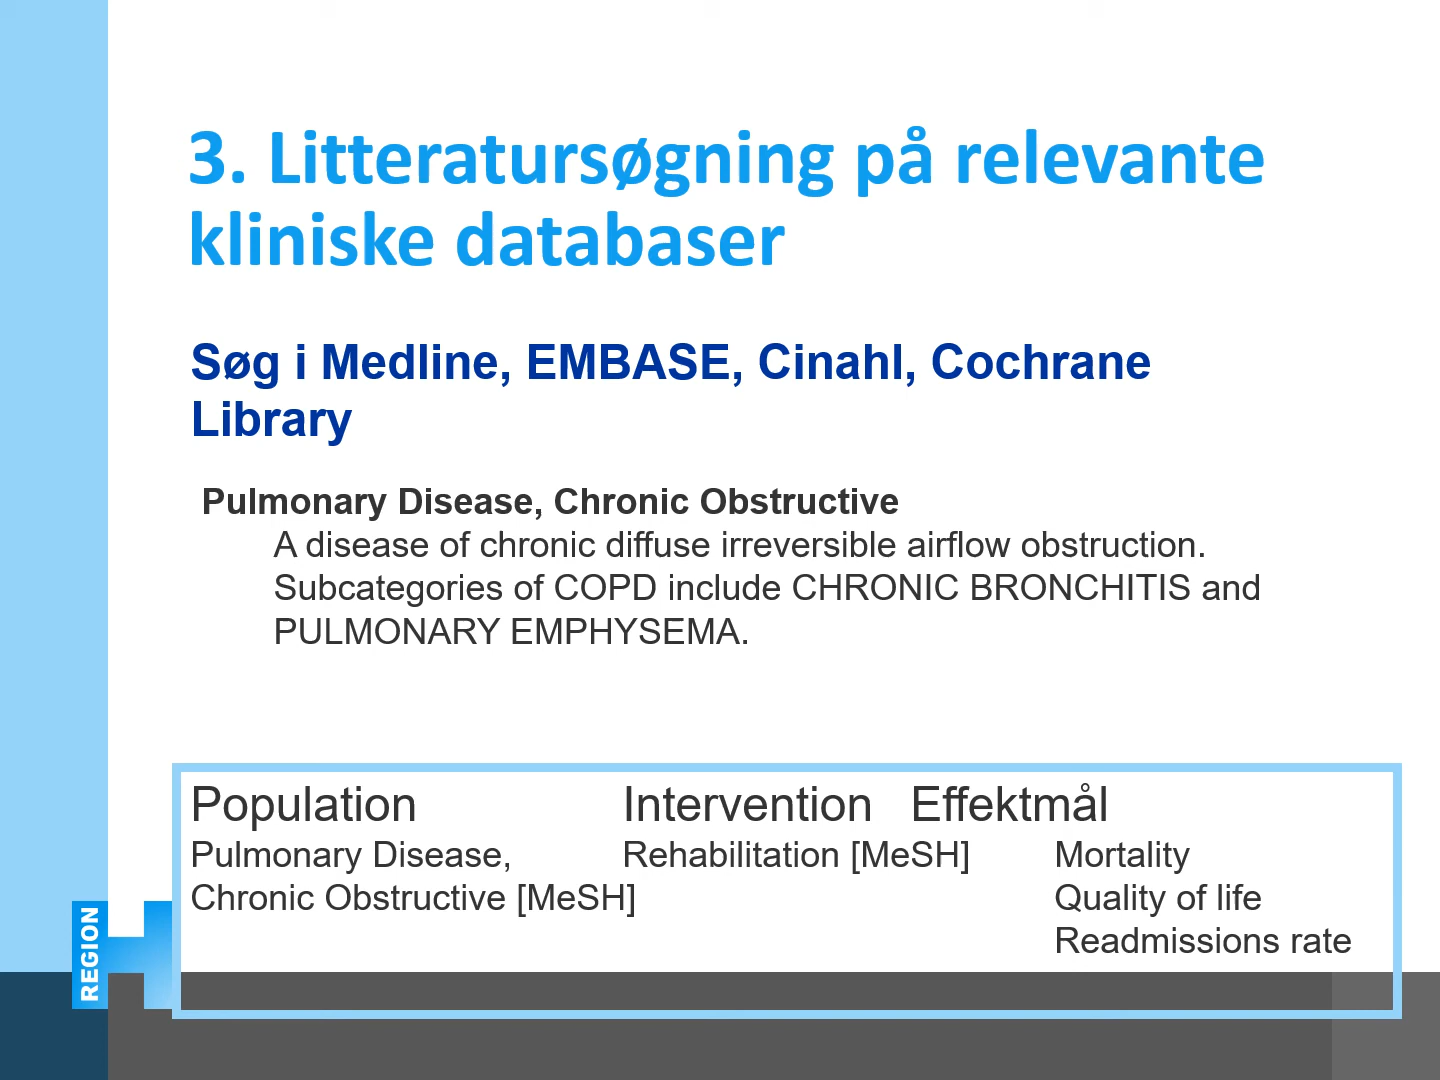 3. Litteratursøgning på relevante
kliniske databaser
Søg i Medline, EMBASE, Cinahl, Cochrane
Library
Pulmonary Disease, Chronic Obstructive
A disease of chronic diffuse irreversible airflow obstruction.
Subcategories of COPD include CHRONIC BRONCHITIS and
PULMONARY EMPHYSEMA.
Population Intervention Effektmål
Pulmonary Disease, Rehabilitation [MeSH] Mortality
Chronic Obstructive [MeSH] Quality of life
Readmissions rate
REGION